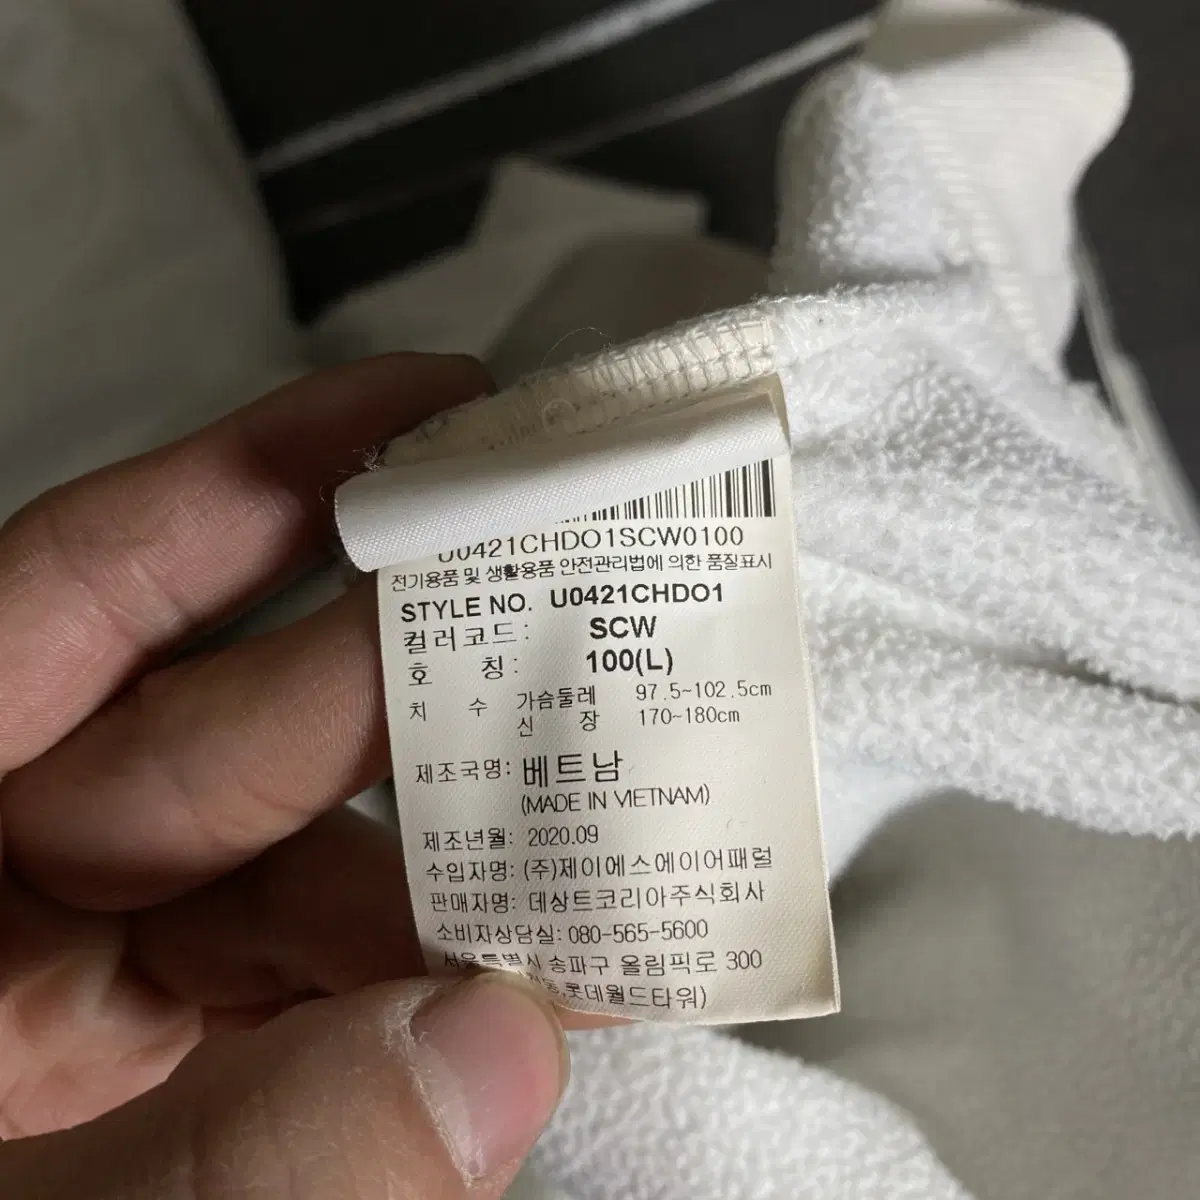 U0421CHDO1SCW0100
전기용품 및 생활용품 안전관리법에 의한 품질표시
STYLE NO. U0421CHDO1
컬러코드: SCW
호 칭: 100(L)
치 수 가슴둘레 97.5~102.5cm
신 장 170~180cm
제조국명: 베트남
(MADE IN VIETNAM)
제조년월: 2020.09
수입자명: (주)제이에스에이어패럴
판매자명: 데상트코리아주식회사
소비자상담실: 080-565-5600
서울특별시 송파구 올림픽로 300
,롯데월드타워)